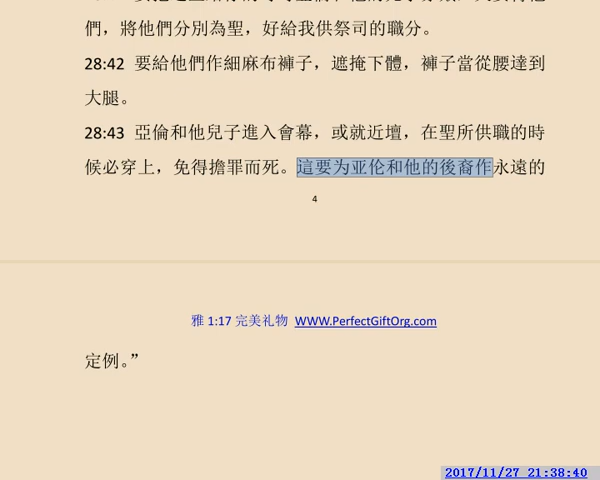 們，將他們分別為聖，好給我供祭司的職分。
28:42 要給他們作細麻布褲子，遮掩下體，褲子當從腰達到
大腿。
28:43 亞倫和他兒子進入會幕，或就近壇，在聖所供職的時
候必穿上，免得擔罪而死。這要为亚伦和他的後裔作永遠的
4
雅 1:17 完美礼物 WWW.PerfectGiftOrg.com
定例。”
2017/11/27 21:38:40